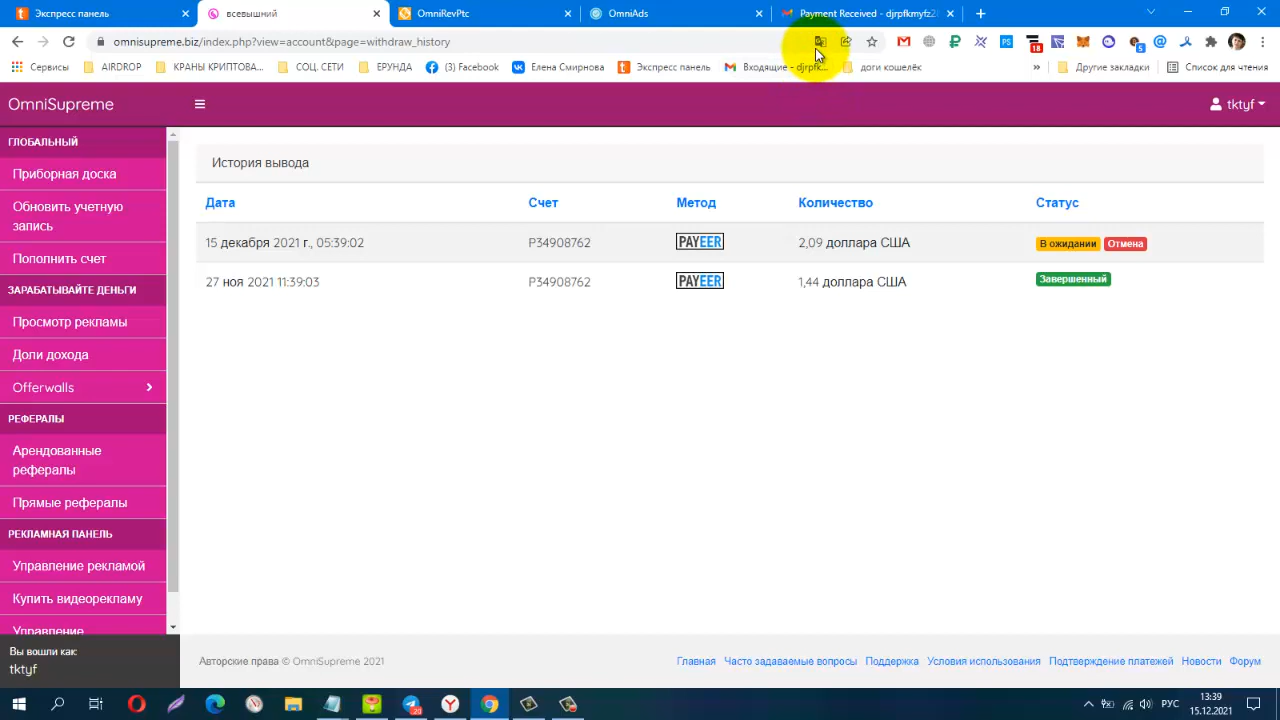 Экспресс панель
всевышний
OmniRevPtc
OmniAds
Payment Received - djrpfkmyfz2
omnisupreme.biz/index.php?view=account&page=withdraw_history
18
5
Сервисы
AIRDROP
КРАНЫ КРИПТОВА...
СОЦ. СЕТИ
ЕРУНДА
(3) Facebook
Елена Смирнова
Экспресс панель
Входящие - djrpfk...
доги кошелёк
»
Другие закладки
Список для чтения
OmniSupreme
tktyf
ГЛОБАЛЬНЫЙ
Приборная доска
Обновить учетную
запись
Пополнить счет
ЗАРАБАТЫВАЙТЕ ДЕНЬГИ
Просмотр рекламы
Доли дохода
Offerwalls
РЕФЕРАЛЫ
Арендованные
рефералы
Прямые рефералы
РЕКЛАМНАЯ ПАНЕЛЬ
Управление рекламой
Купить видеорекламу
Управление
Вы вошли как:
tktyf
История вывода
Дата Счет Метод Количество Статус
15 декабря 2021 г., 05:39:02 P34908762 PAYEER 2,09 доллара США В ожидании Отмена
27 ноя 2021 11:39:03 P34908762 PAYEER 1,44 доллара США Завершенный
Авторские права © OmniSupreme 2021
Главная Часто задаваемые вопросы Поддержка Условия использования Подтверждение платежей Новости Форум
РУС
13:39
15.12.2021